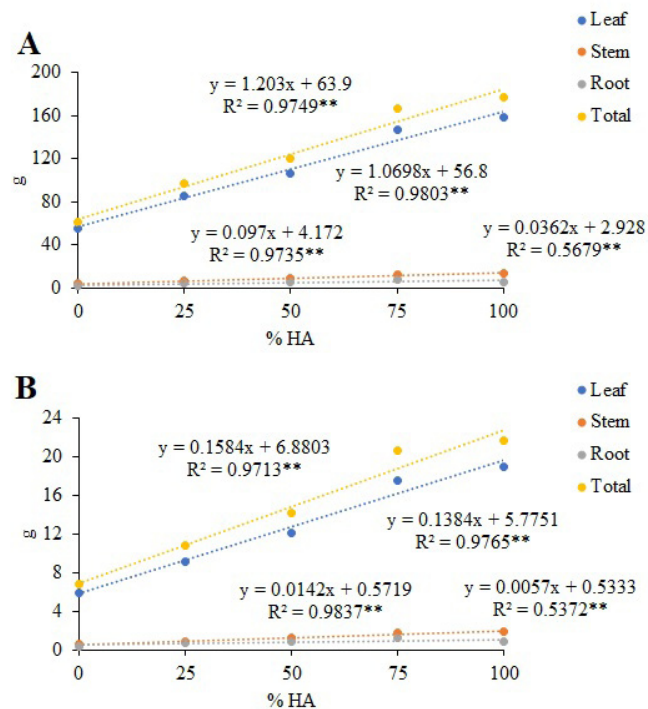 A
Leaf
Stem
Root
Total
200
160
120
80
40
0
g
y = 1.203x + 63.9
R² = 0.9749**
y = 1.0698x + 56.8
R² = 0.9803**
y = 0.097x + 4.172
R² = 0.9735**
y = 0.0362x + 2.928
R² = 0.5679**
0 25 50 75 100
% HA
B
Leaf
Stem
Root
Total
24
20
16
12
8
4
0
g
y = 0.1584x + 6.8803
R² = 0.9713**
y = 0.1384x + 5.7751
R² = 0.9765**
y = 0.0142x + 0.5719
R² = 0.9837**
y = 0.0057x + 0.5333
R² = 0.5372**
0 25 50 75 100
% HA